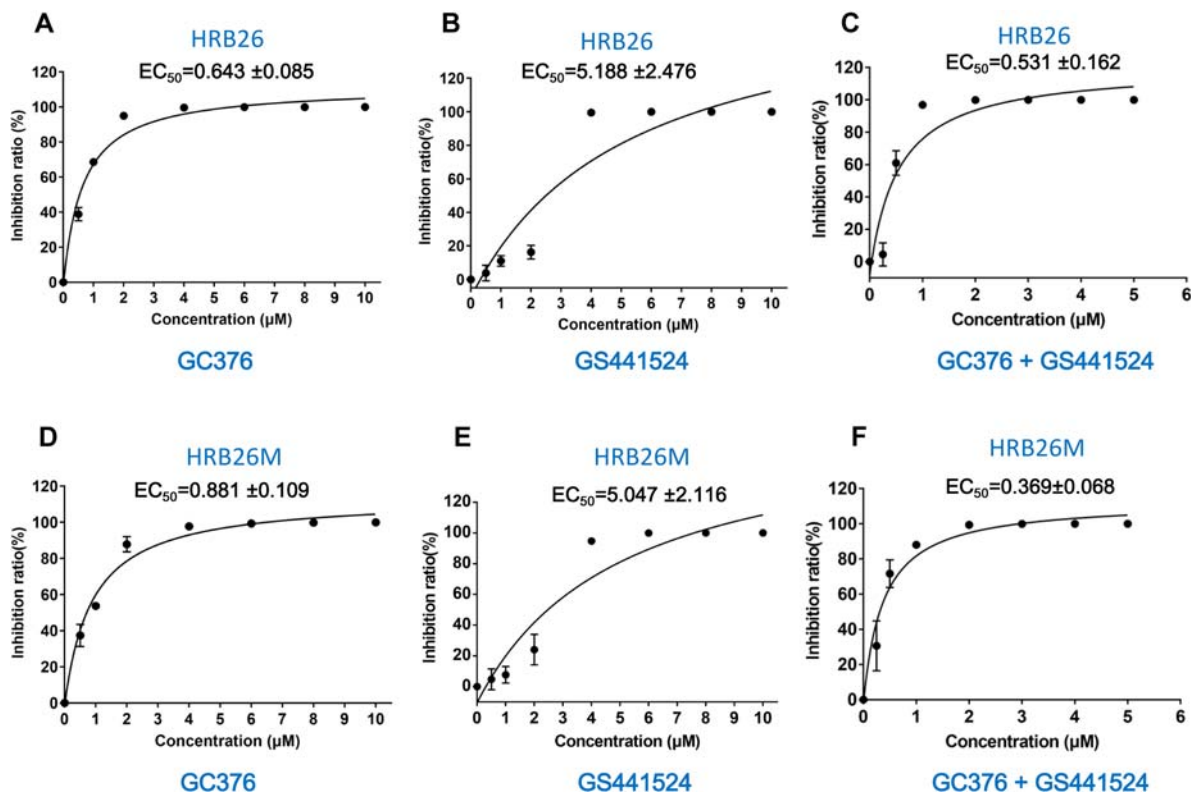 A
HRB26
EC50=0.643 ±0.085
Inhibition ratio (%)
120
100
80
60
40
20
0
0 1 2 3 4 5 6 7 8 9 10
Concentration (µM)
GC376
B
HRB26
EC50=5.188 ±2.476
Inhibition ratio(%)
120
100
80
60
40
20
0
0 1 2 3 4 5 6 7 8 9 10
Concentration (µM)
GS441524
C
HRB26
EC50=0.531 ±0.162
Inhibition ratio(%)
120
100
80
60
40
20
0
0 1 2 3 4 5 6
Concentration (µM)
GC376 + GS441524
D
HRB26M
EC50=0.881 ±0.109
Inhibition ratio(%)
120
100
80
60
40
20
0
0 1 2 3 4 5 6 7 8 9 10
Concentration (µM)
GC376
E
HRB26M
EC50=5.047 ±2.116
Inhibition ratio(%)
120
100
80
60
40
20
0
0 1 2 3 4 5 6 7 8 9 10
Concentration (µM)
GS441524
F
HRB26M
EC50=0.369±0.068
Inhibition ratio(%)
120
100
80
60
40
20
0
0 1 2 3 4 5 6
Concentration (µM)
GC376 + GS441524